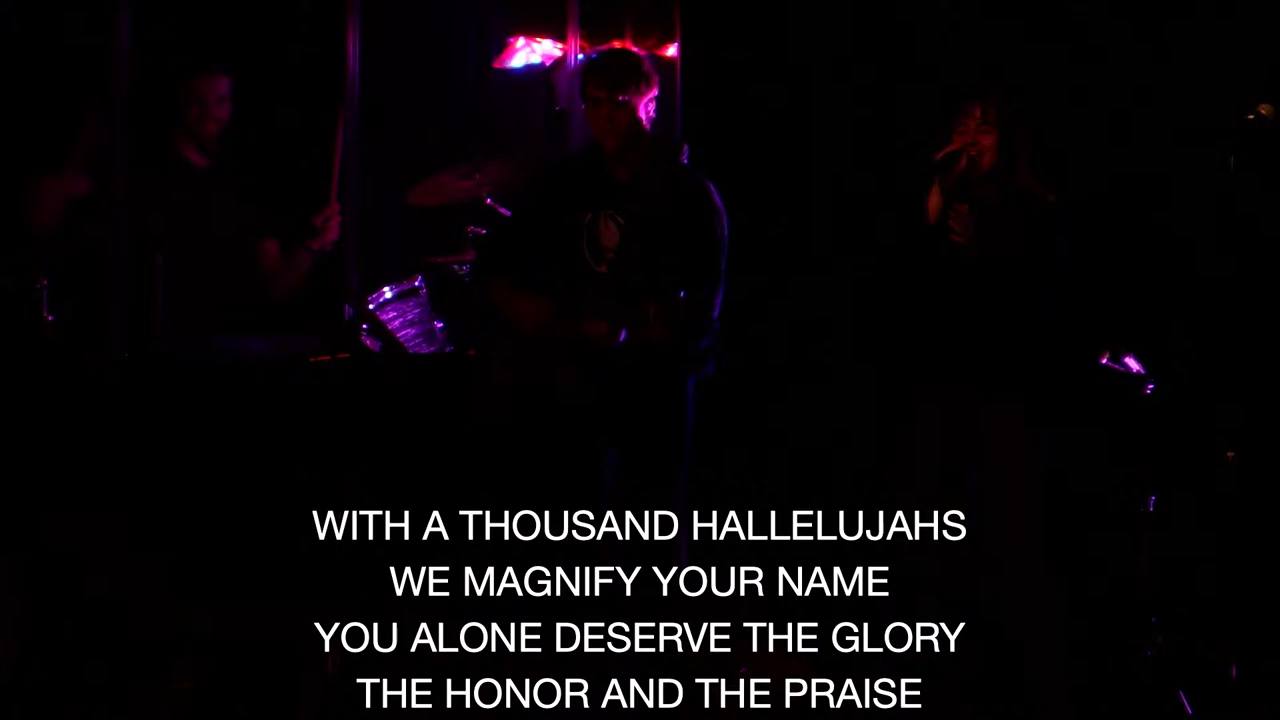 WITH A THOUSAND HALLELUJAHS
WE MAGNIFY YOUR NAME
YOU ALONE DESERVE THE GLORY
THE HONOR AND THE PRAISE